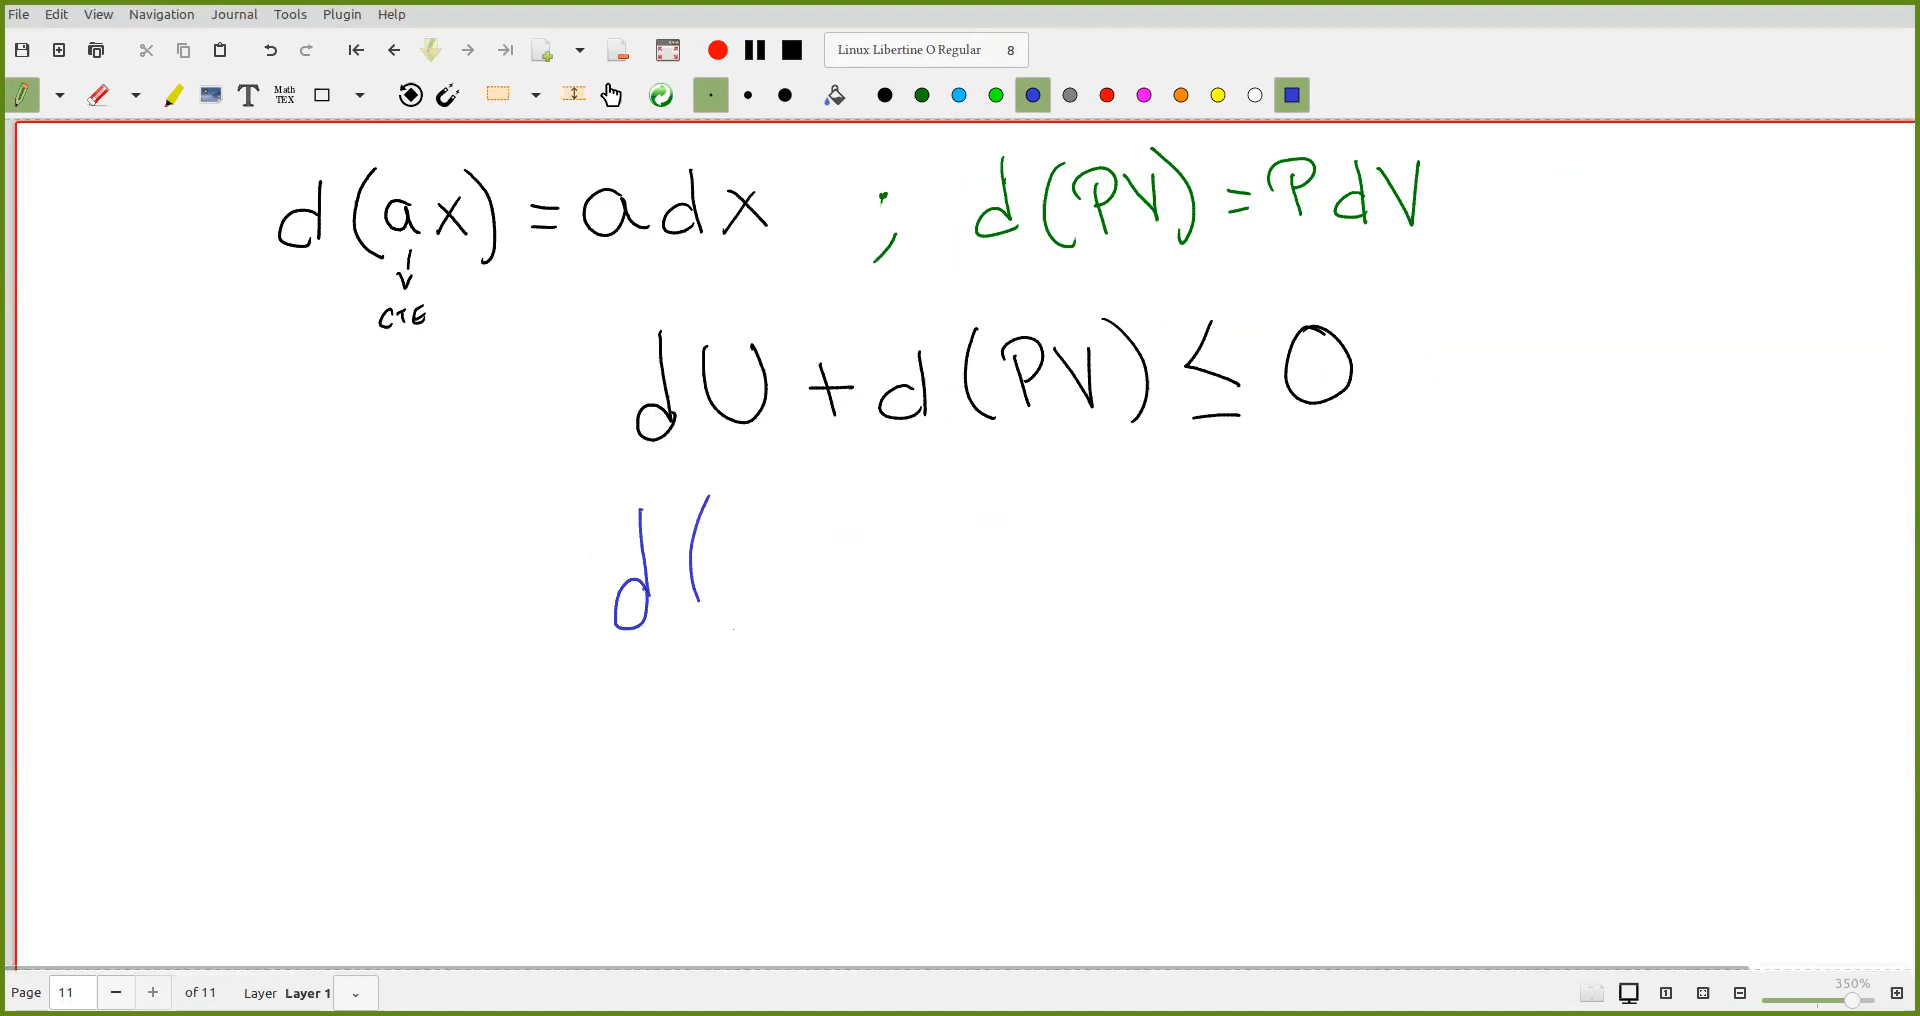 File Edit View Navigation Journal Tools Plugin Help
Linux Libertine O Regular 8
T Math TEX
d(ax) = adx ; d(PV) = PdV
CTE
dU + d(PV) ≤ 0
d(
350%
Page 11 − + of 11 Layer Layer 1